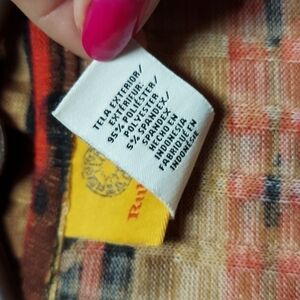 TELA EXTERIOR/
EXTÉRIEUR:
95% POLIÉSTER/
POLYESTER
5% SPANDEX/
SPANDEX
HECHO EN
INDONESIA
FABRIQUÉ EN
INDONÉSIE